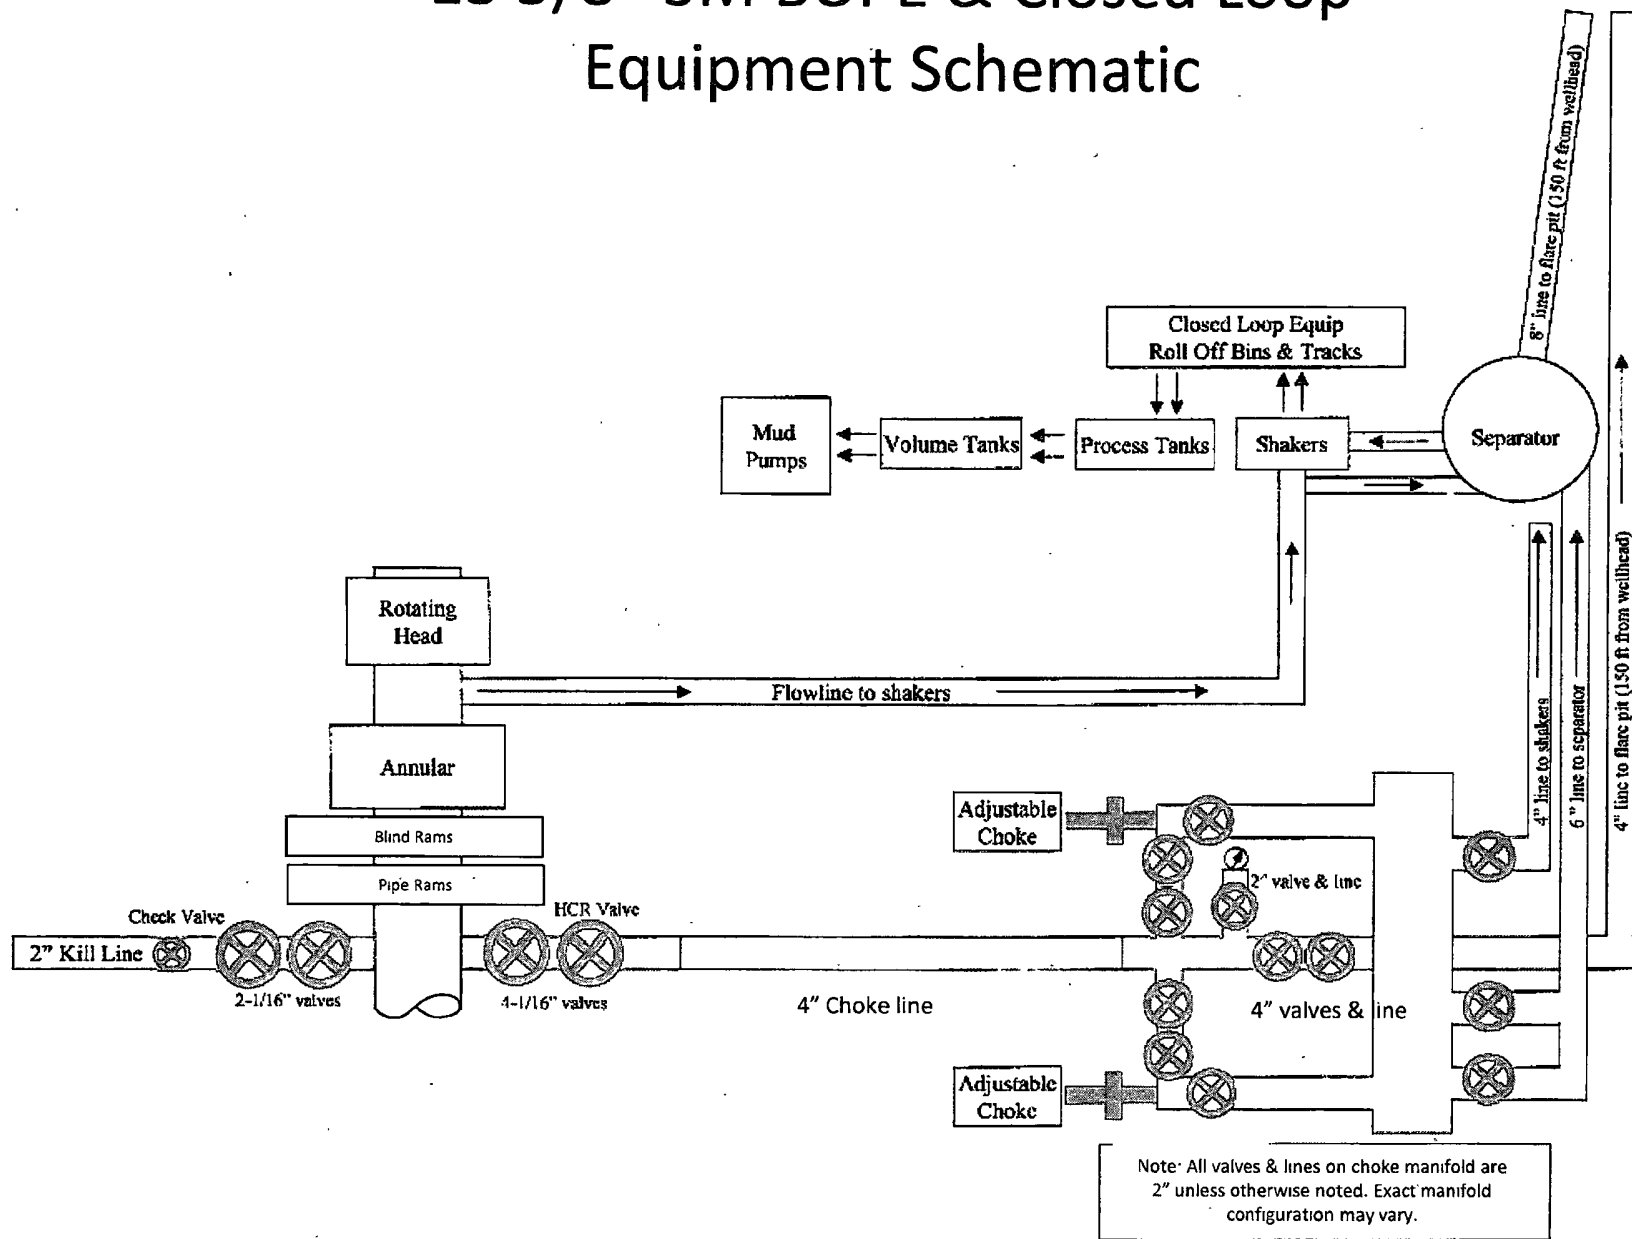 Equipment Schematic
8" line to flare pit (150 ft from wellhead)
Closed Loop Equip
Roll Off Bins & Tracks
Mud
Pumps
Volume Tanks
Process Tanks
Shakers
Separator
Rotating
Head
Flowline to shakers
Annular
Blind Rams
Pipe Rams
4" line to shakers
6" line to separator
4" line to flare pit (150 ft from wellhead)
Adjustable
Choke
2" valve & line
Check Valve
HCR Valve
2" Kill Line
2-1/16" valves
4-1/16" valves
4" Choke line
4" valves & line
Adjustable
Choke
Note: All valves & lines on choke manifold are
2" unless otherwise noted. Exact manifold
configuration may vary.